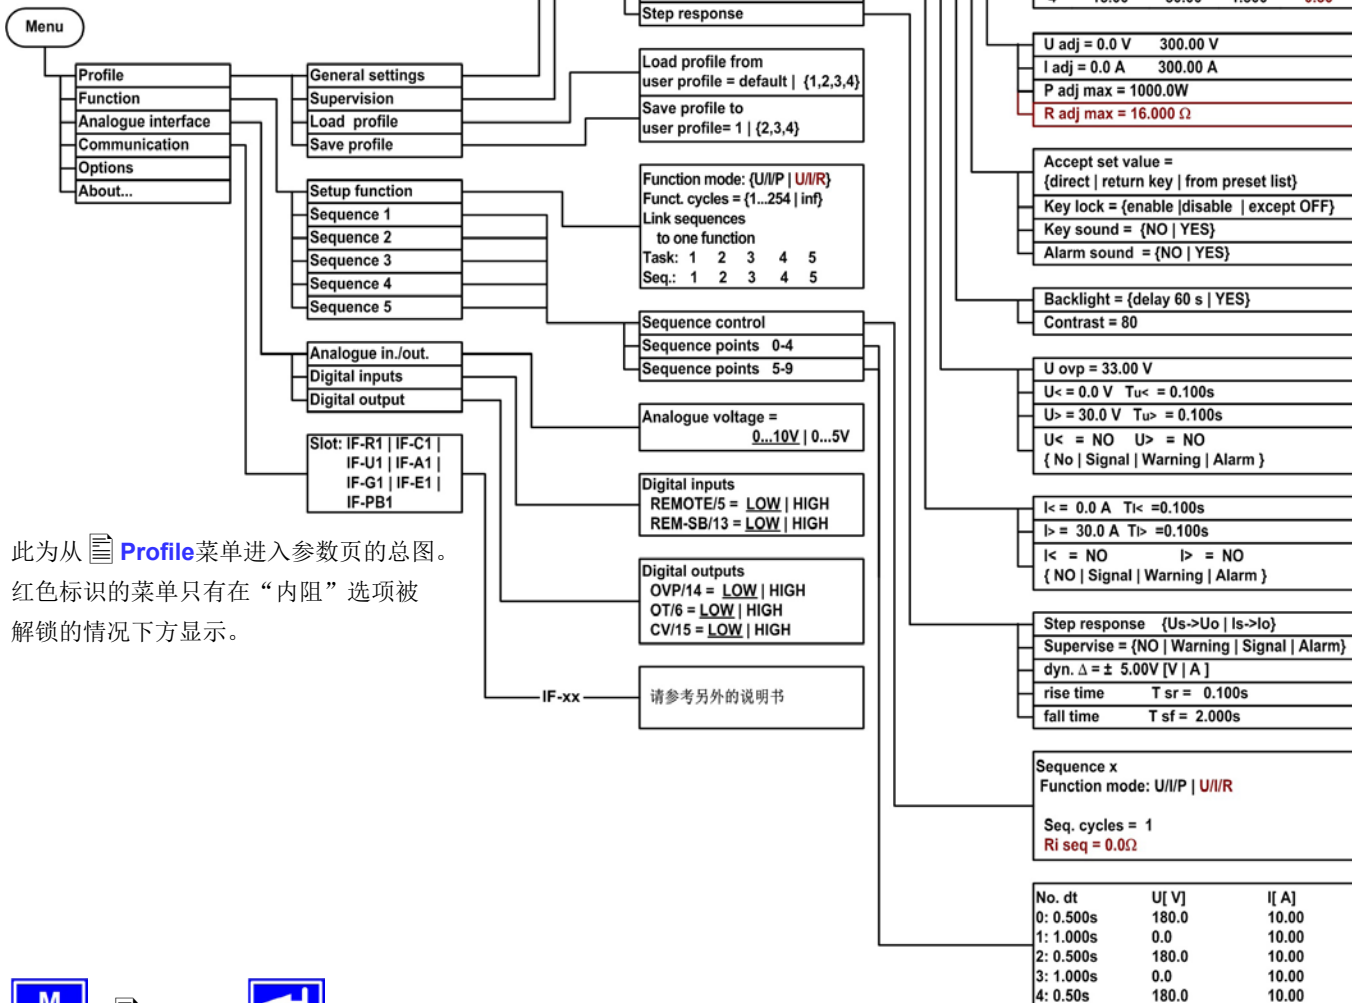 Menu
Profile
Function
Analogue interface
Communication
Options
About...
General settings
Supervision
Load profile
Save profile
Setup function
Sequence 1
Sequence 2
Sequence 3
Sequence 4
Sequence 5
Analogue in./out.
Digital inputs
Digital output
Slot: IF-R1 | IF-C1 |
IF-U1 | IF-A1 |
IF-G1 | IF-E1 |
IF-PB1
此为从 Profile菜单进入参数页的总图。
红色标识的菜单只有在“内阻”选项被
解锁的情况下方显示。
Step response
Load profile from
user profile = default | {1,2,3,4}
Save profile to
user profile= 1 | {2,3,4}
Function mode: {U/I/P | U/I/R}
Funct. cycles = {1...254 | inf}
Link sequences
to one function
Task: 1 2 3 4 5
Seq.: 1 2 3 4 5
Sequence control
Sequence points 0-4
Sequence points 5-9
Analogue voltage =
0...10V | 0...5V
Digital inputs
REMOTE/5 = LOW | HIGH
REM-SB/13 = LOW | HIGH
Digital outputs
OVP/14 = LOW | HIGH
OT/6 = LOW | HIGH
CV/15 = LOW | HIGH
IF-xx
请参考另外的说明书
U adj = 0.0 V 300.00 V
I adj = 0.0 A 300.00 A
P adj max = 1000.0W
R adj max = 16.000 Ω
Accept set value =
{direct | return key | from preset list}
Key lock = {enable |disable | except OFF}
Key sound = {NO | YES}
Alarm sound = {NO | YES}
Backlight = {delay 60 s | YES}
Contrast = 80
U ovp = 33.00 V
U< = 0.0 V Tu< = 0.100s
U> = 30.0 V Tu> = 0.100s
U< = NO U> = NO
{ No | Signal | Warning | Alarm }
I< = 0.0 A TI< =0.100s
I> = 30.0 A TI> =0.100s
I< = NO I> = NO
{ NO | Signal | Warning | Alarm }
Step response {Us->Uo | Is->Io}
Supervise = {NO | Warning | Signal | Alarm}
dyn. Δ = ± 5.00V [V | A ]
rise time T sr = 0.100s
fall time T sf = 2.000s
Sequence x
Function mode: U/I/P | U/I/R
Seq. cycles = 1
Ri seq = 0.0Ω
No. dt U[ V] I[ A]
0: 0.500s 180.0 10.00
1: 1.000s 0.0 10.00
2: 0.500s 180.0 10.00
3: 1.000s 0.0 10.00
4: 0.50s 180.0 10.00
M